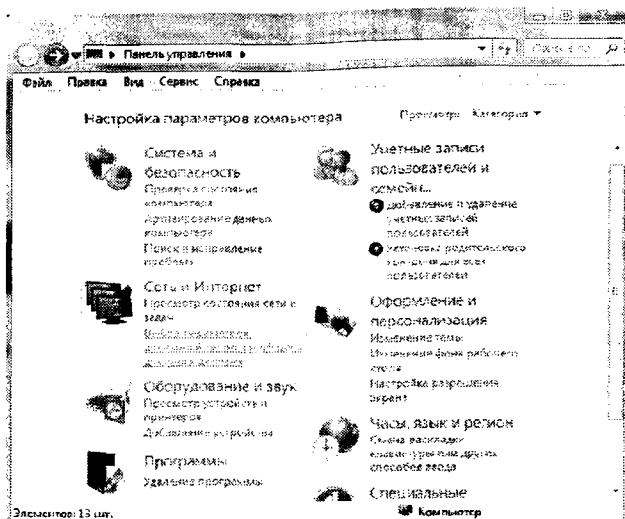 Панель управления
Файл Правка Вид Сервис Справка
Настройка параметров компьютера
Просмотр: Категория
Система и
безопасность
Проверка состояния
компьютера
Архивирование данных
компьютера
Поиск и исправление
проблем
Сеть и Интернет
Просмотр состояния сети и
задач
Оборудование и звук
Просмотр устройств и
принтеров
Добавление устройства
Программы
Удаление программы
Учетные записи
пользователей и
семейн...
Добавление и удаление
учетных записей
пользователей
Установка родительского
контроля для всех
пользователей
Оформление и
персонализация
Изменение темы
Изменение фона рабочего
стола
Настройка разрешения
экрана
Часы, язык и регион
Смена раскладки
клавиатуры или других
способов ввода
Специальные
Элементов: 13 шт.
Компьютер